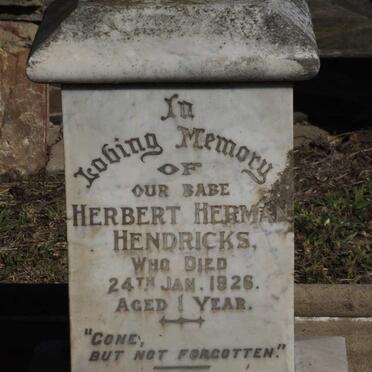 In
Loving Memory
OF
OUR BABE
HERBERT HERMAN
HENDRICKS,
WHO DIED
24TH JAN. 1926.
AGED 1 YEAR.
"GONE,
BUT NOT FORGOTTEN."